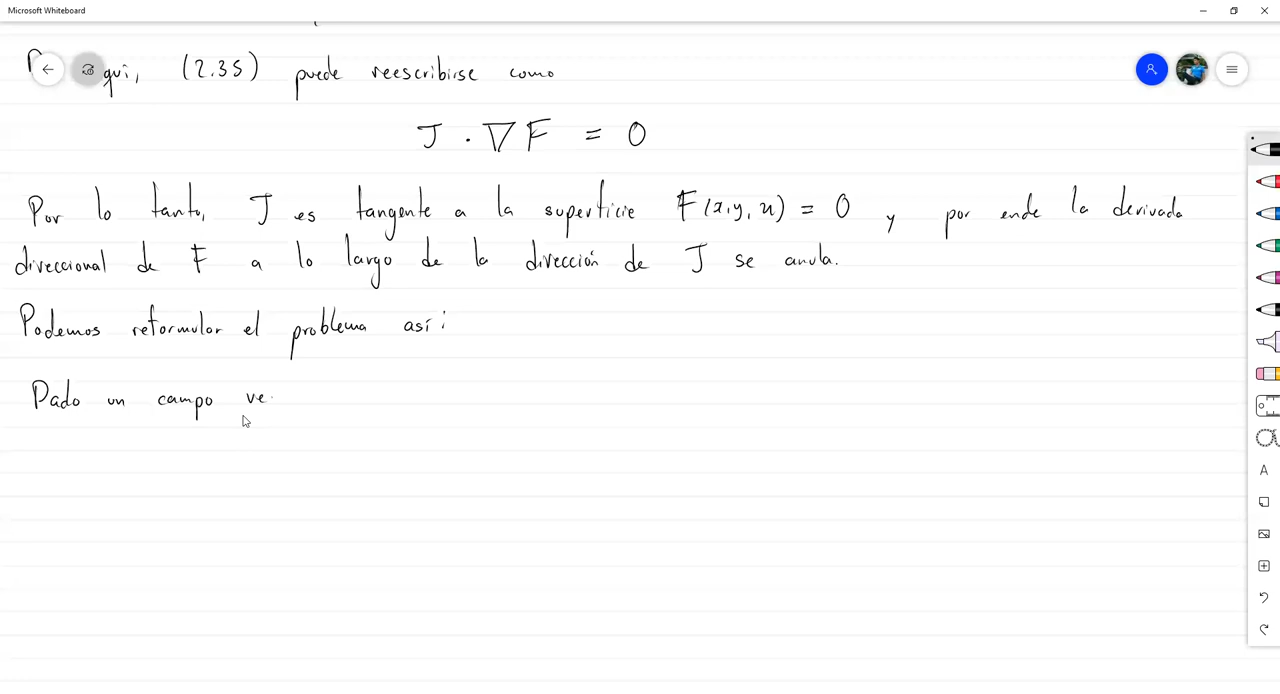 Microsoft Whiteboard
quí, (2.35) puede reescribirse como
J · ∇F = 0
Por lo tanto, J es tangente a la superficie F(x,y,u) = 0 y por ende la derivada
direccional de F a lo largo de la dirección de J se anula.
Podemos reformular el problema así:
Dado un campo ve